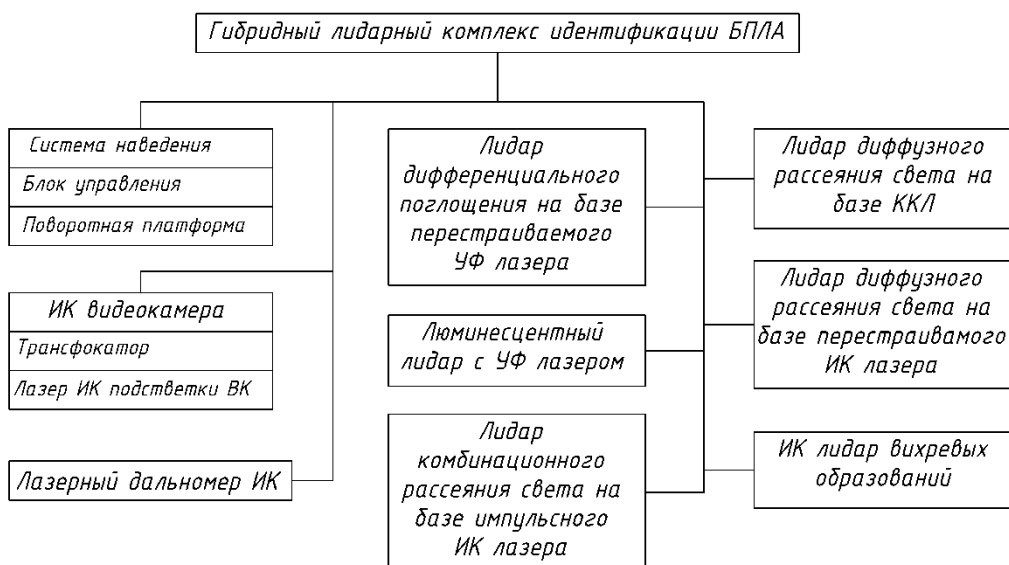 Гибридный лидарный комплекс идентификации БПЛА
Система наведения
Блок управления
Поворотная платформа
ИК видеокамера
Трансфокатор
Лазер ИК подстветки ВК
Лазерный дальномер ИК
Лидар
дифференциального
поглощения на базе
перестраиваемого
УФ лазера
Люминесцентный
лидар с УФ лазером
Лидар
комбинационного
рассеяния света на
базе импульсного
ИК лазера
Лидар диффузного
рассеяния света на
базе ККЛ
Лидар диффузного
рассеяния света на
базе перестривамого
ИК лазера
ИК лидар вихревых
образований